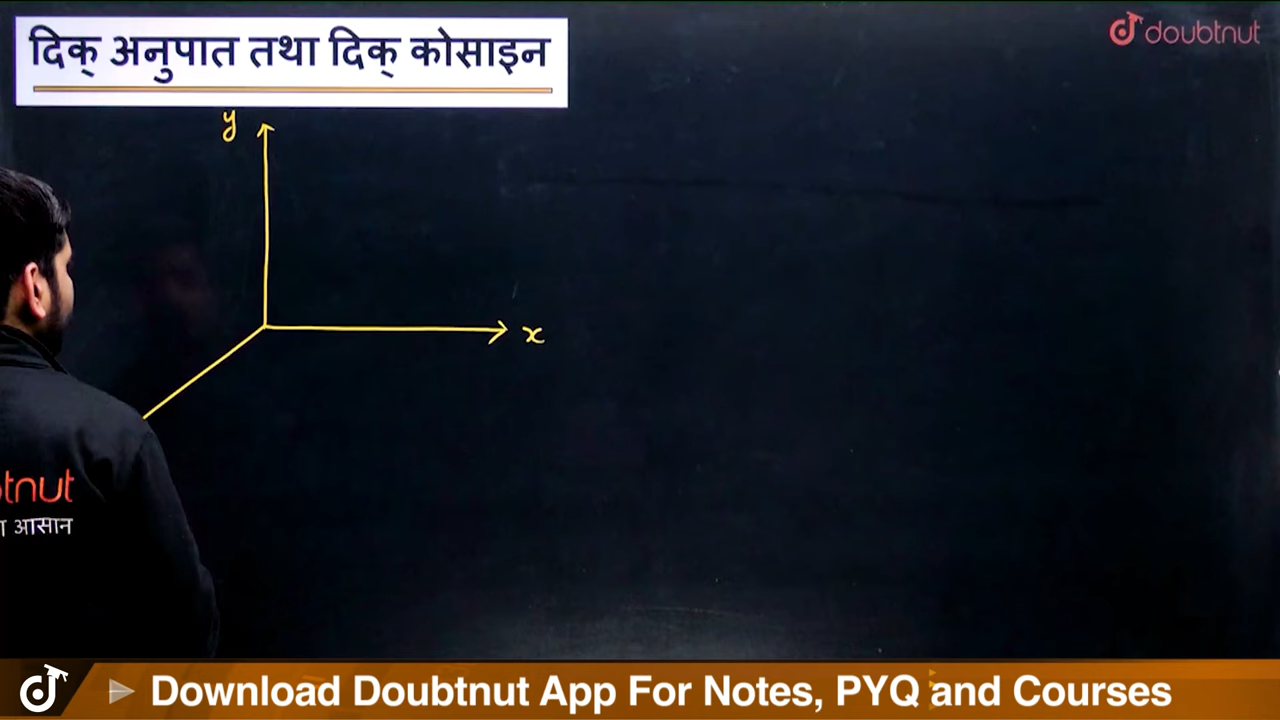 दिक् अनुपात तथा दिक् कोसाइन
doubtnut
y
x
tnut
आसान
Download Doubtnut App For Notes, PYQ and Courses